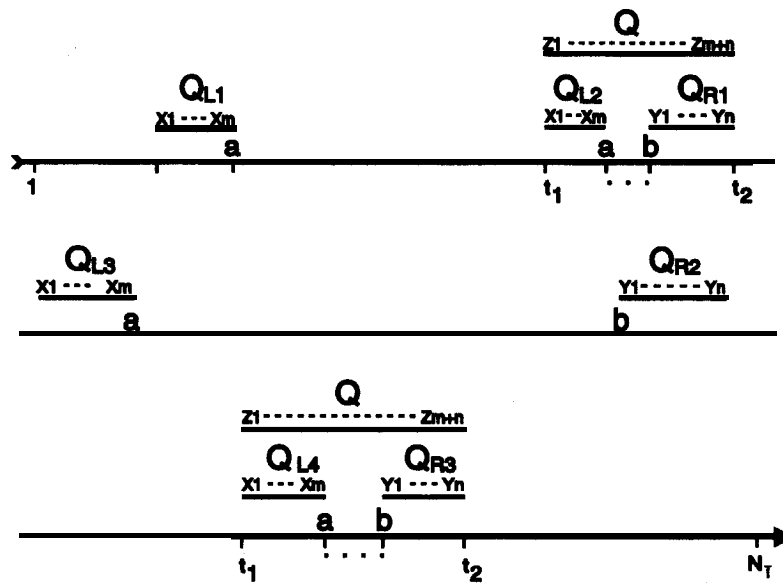 Q
Z1 ------------ Zm+n
QL1 QL2 QR1
X1 --- Xm X1 -- Xm Y1 --- Yn
a a b
1 t1 . . . t2
QL3 QR2
X1 ---- Xm Y1 ------ Yn
a b
Q
Z1 ---------------- Zm+n
QL4 QR3
X1 ---- Xm Y1 ---- Yn
a b
t1 . . . . t2 NT